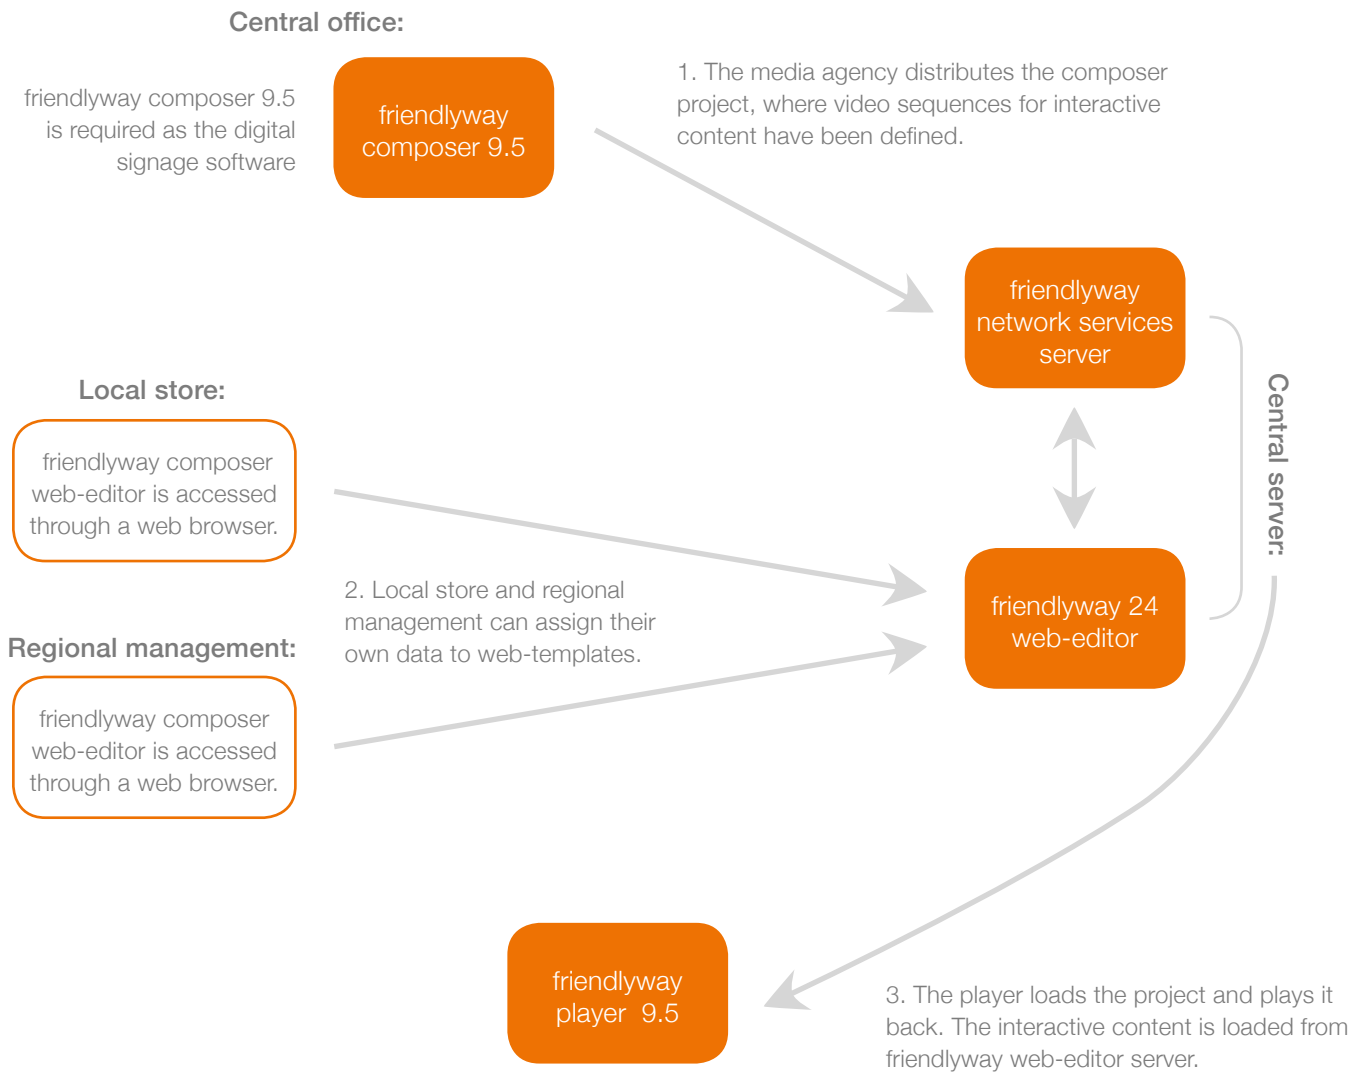 Central office:
friendlyway composer 9.5
is required as the digital
signage software
friendlyway
composer 9.5
1. The media agency distributes the composer
project, where video sequences for interactive
content have been defined.
friendlyway
network services
server
Central server:
Local store:
friendlyway composer
web-editor is accessed
through a web browser.
2. Local store and regional
management can assign their
own data to web-templates.
friendlyway 24
web-editor
Regional management:
friendlyway composer
web-editor is accessed
through a web browser.
friendlyway
player 9.5
3. The player loads the project and plays it
back. The interactive content is loaded from
friendlyway web-editor server.